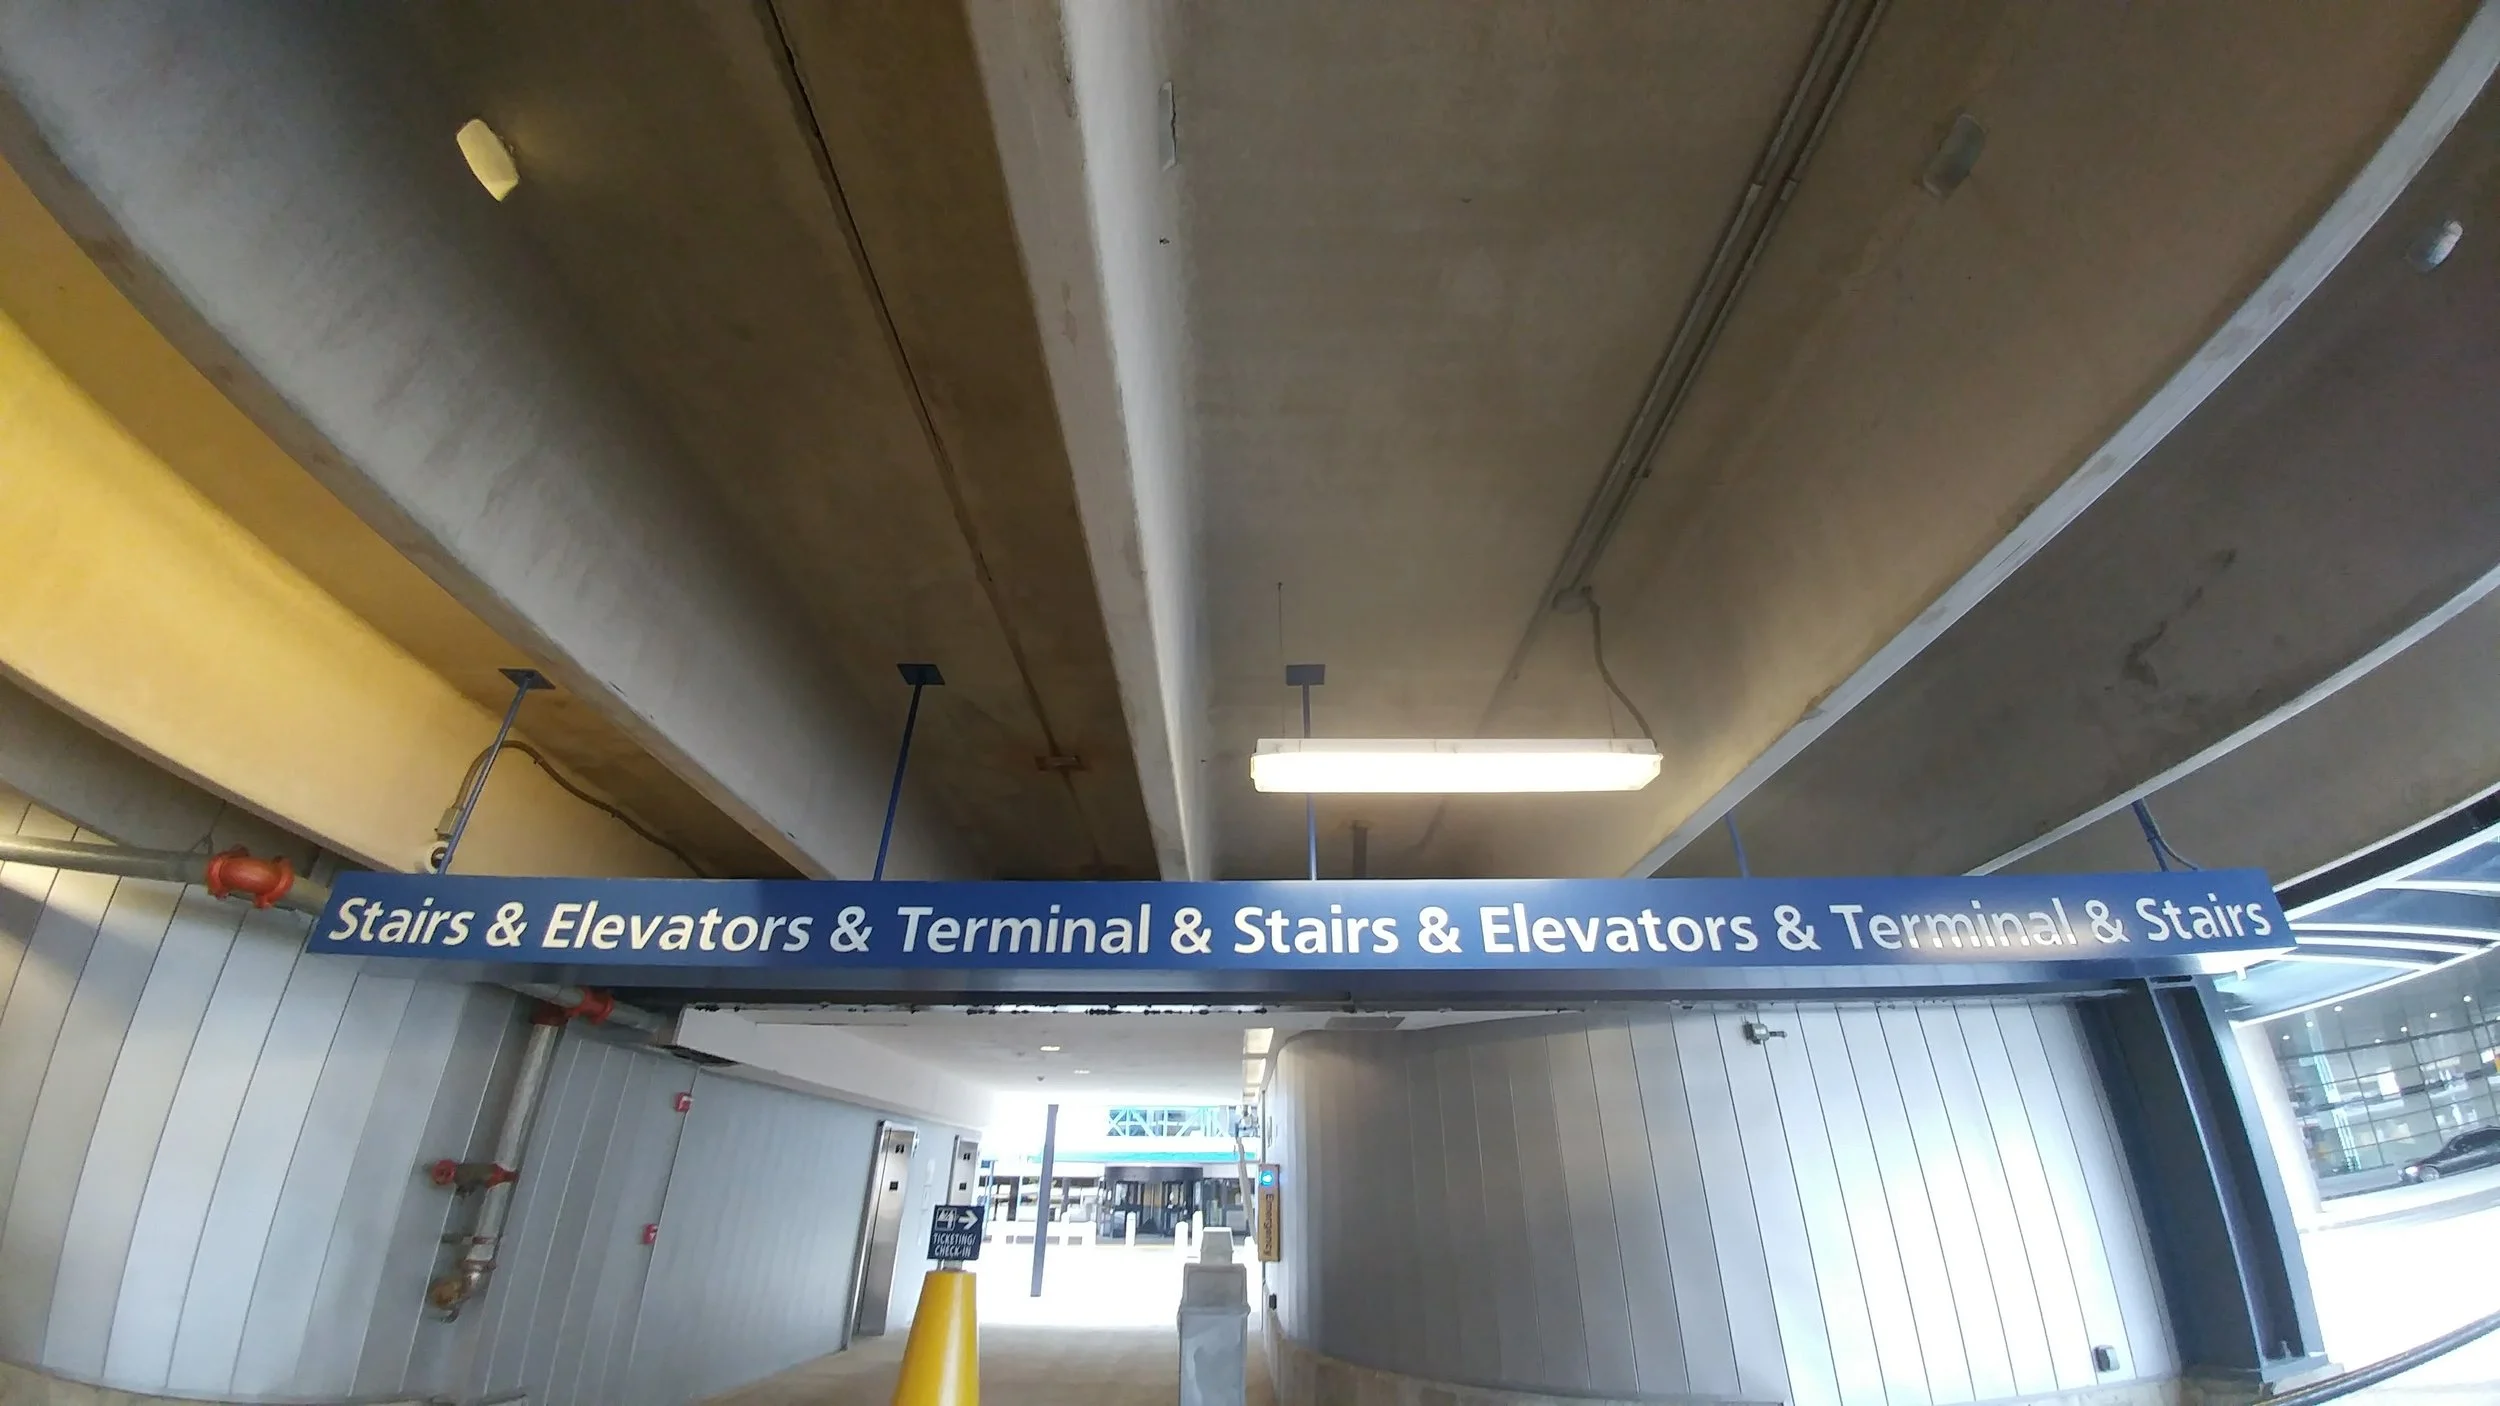 Stairs & Elevators & Terminal & Stairs & Elevators & Terminal & Stairs
TICKETING/
CHECK-IN
Emergency